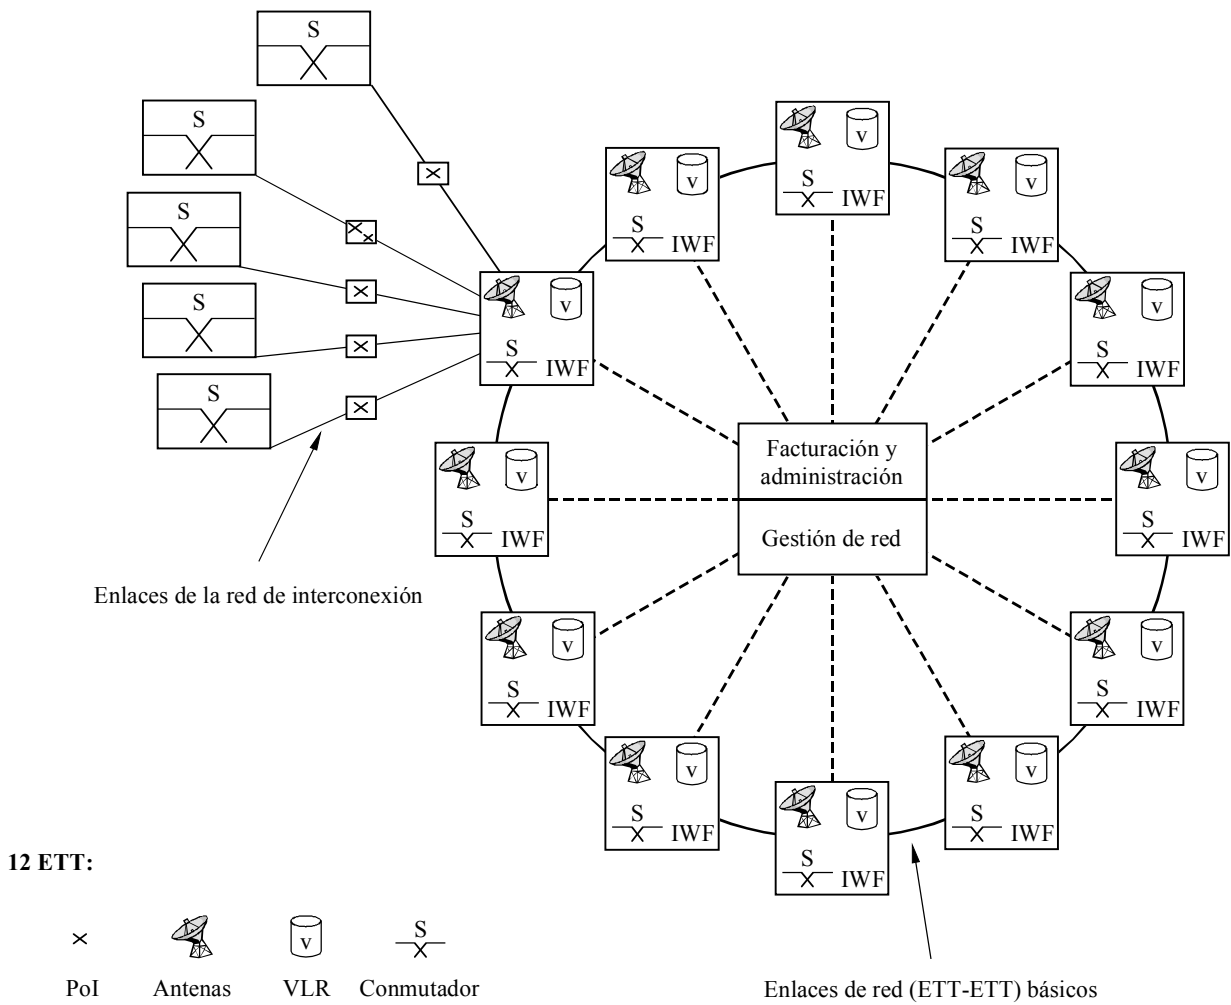 S
S
S
S
S
V
S
IWF
V
S
IWF
V
S
IWF
V
S
IWF
V
S
IWF
V
S
IWF
V
S
IWF
V
S
IWF
V
S
IWF
V
S
IWF
V
S
IWF
V
S
IWF
Facturación y
administración
Gestión de red
Enlaces de la red de interconexión
12 ETT:
V
S
PoI Antenas VLR Conmutador
Enlaces de red (ETT-ETT) básicos